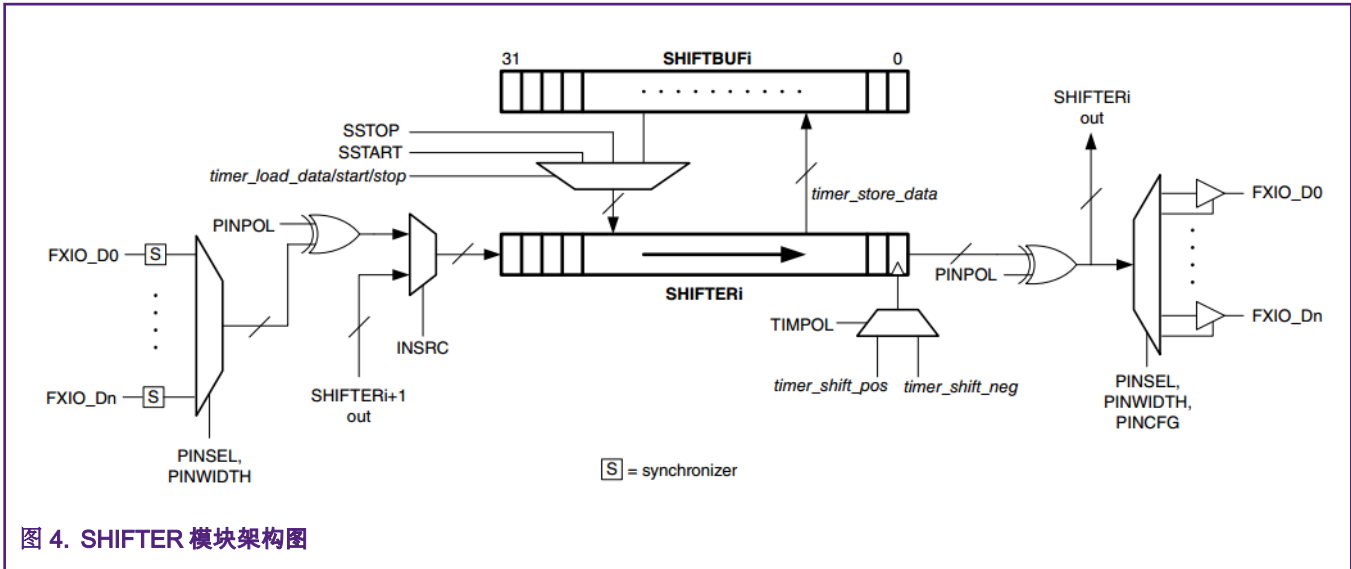 31 SHIFTBUFi 0
SSTOP
SSTART
timer_load_data/start/stop
timer_store_data
SHIFTERi
out
FXIO_D0
S
PINPOL
FXIO_Dn
S
PINSEL,
PINWIDTH
INSRC
SHIFTERi+1
out
SHIFTERi
TIMPOL
timer_shift_pos
timer_shift_neg
PINPOL
FXIO_D0
FXIO_Dn
PINSEL,
PINWIDTH,
PINCFG
S = synchronizer
图 4. SHIFTER 模块架构图